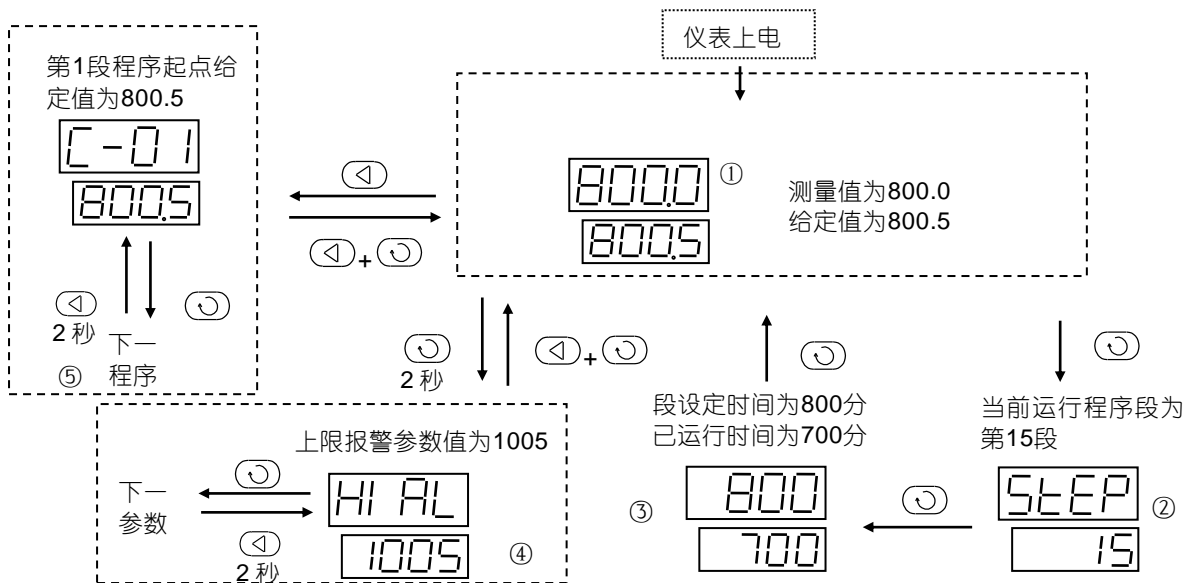 仪表上电
第1段程序起点给
定值为800.5
C-01
800.5
2秒
下一
程序
⑤
800.0
①
800.5
测量值为800.0
给定值为800.5
+
2秒
+
段设定时间为800分
已运行时间为700分
800
③
700
当前运行程序段为
第15段
StEP
②
15
上限报警参数值为1005
下一
参数
HI AL
1005
④
2秒